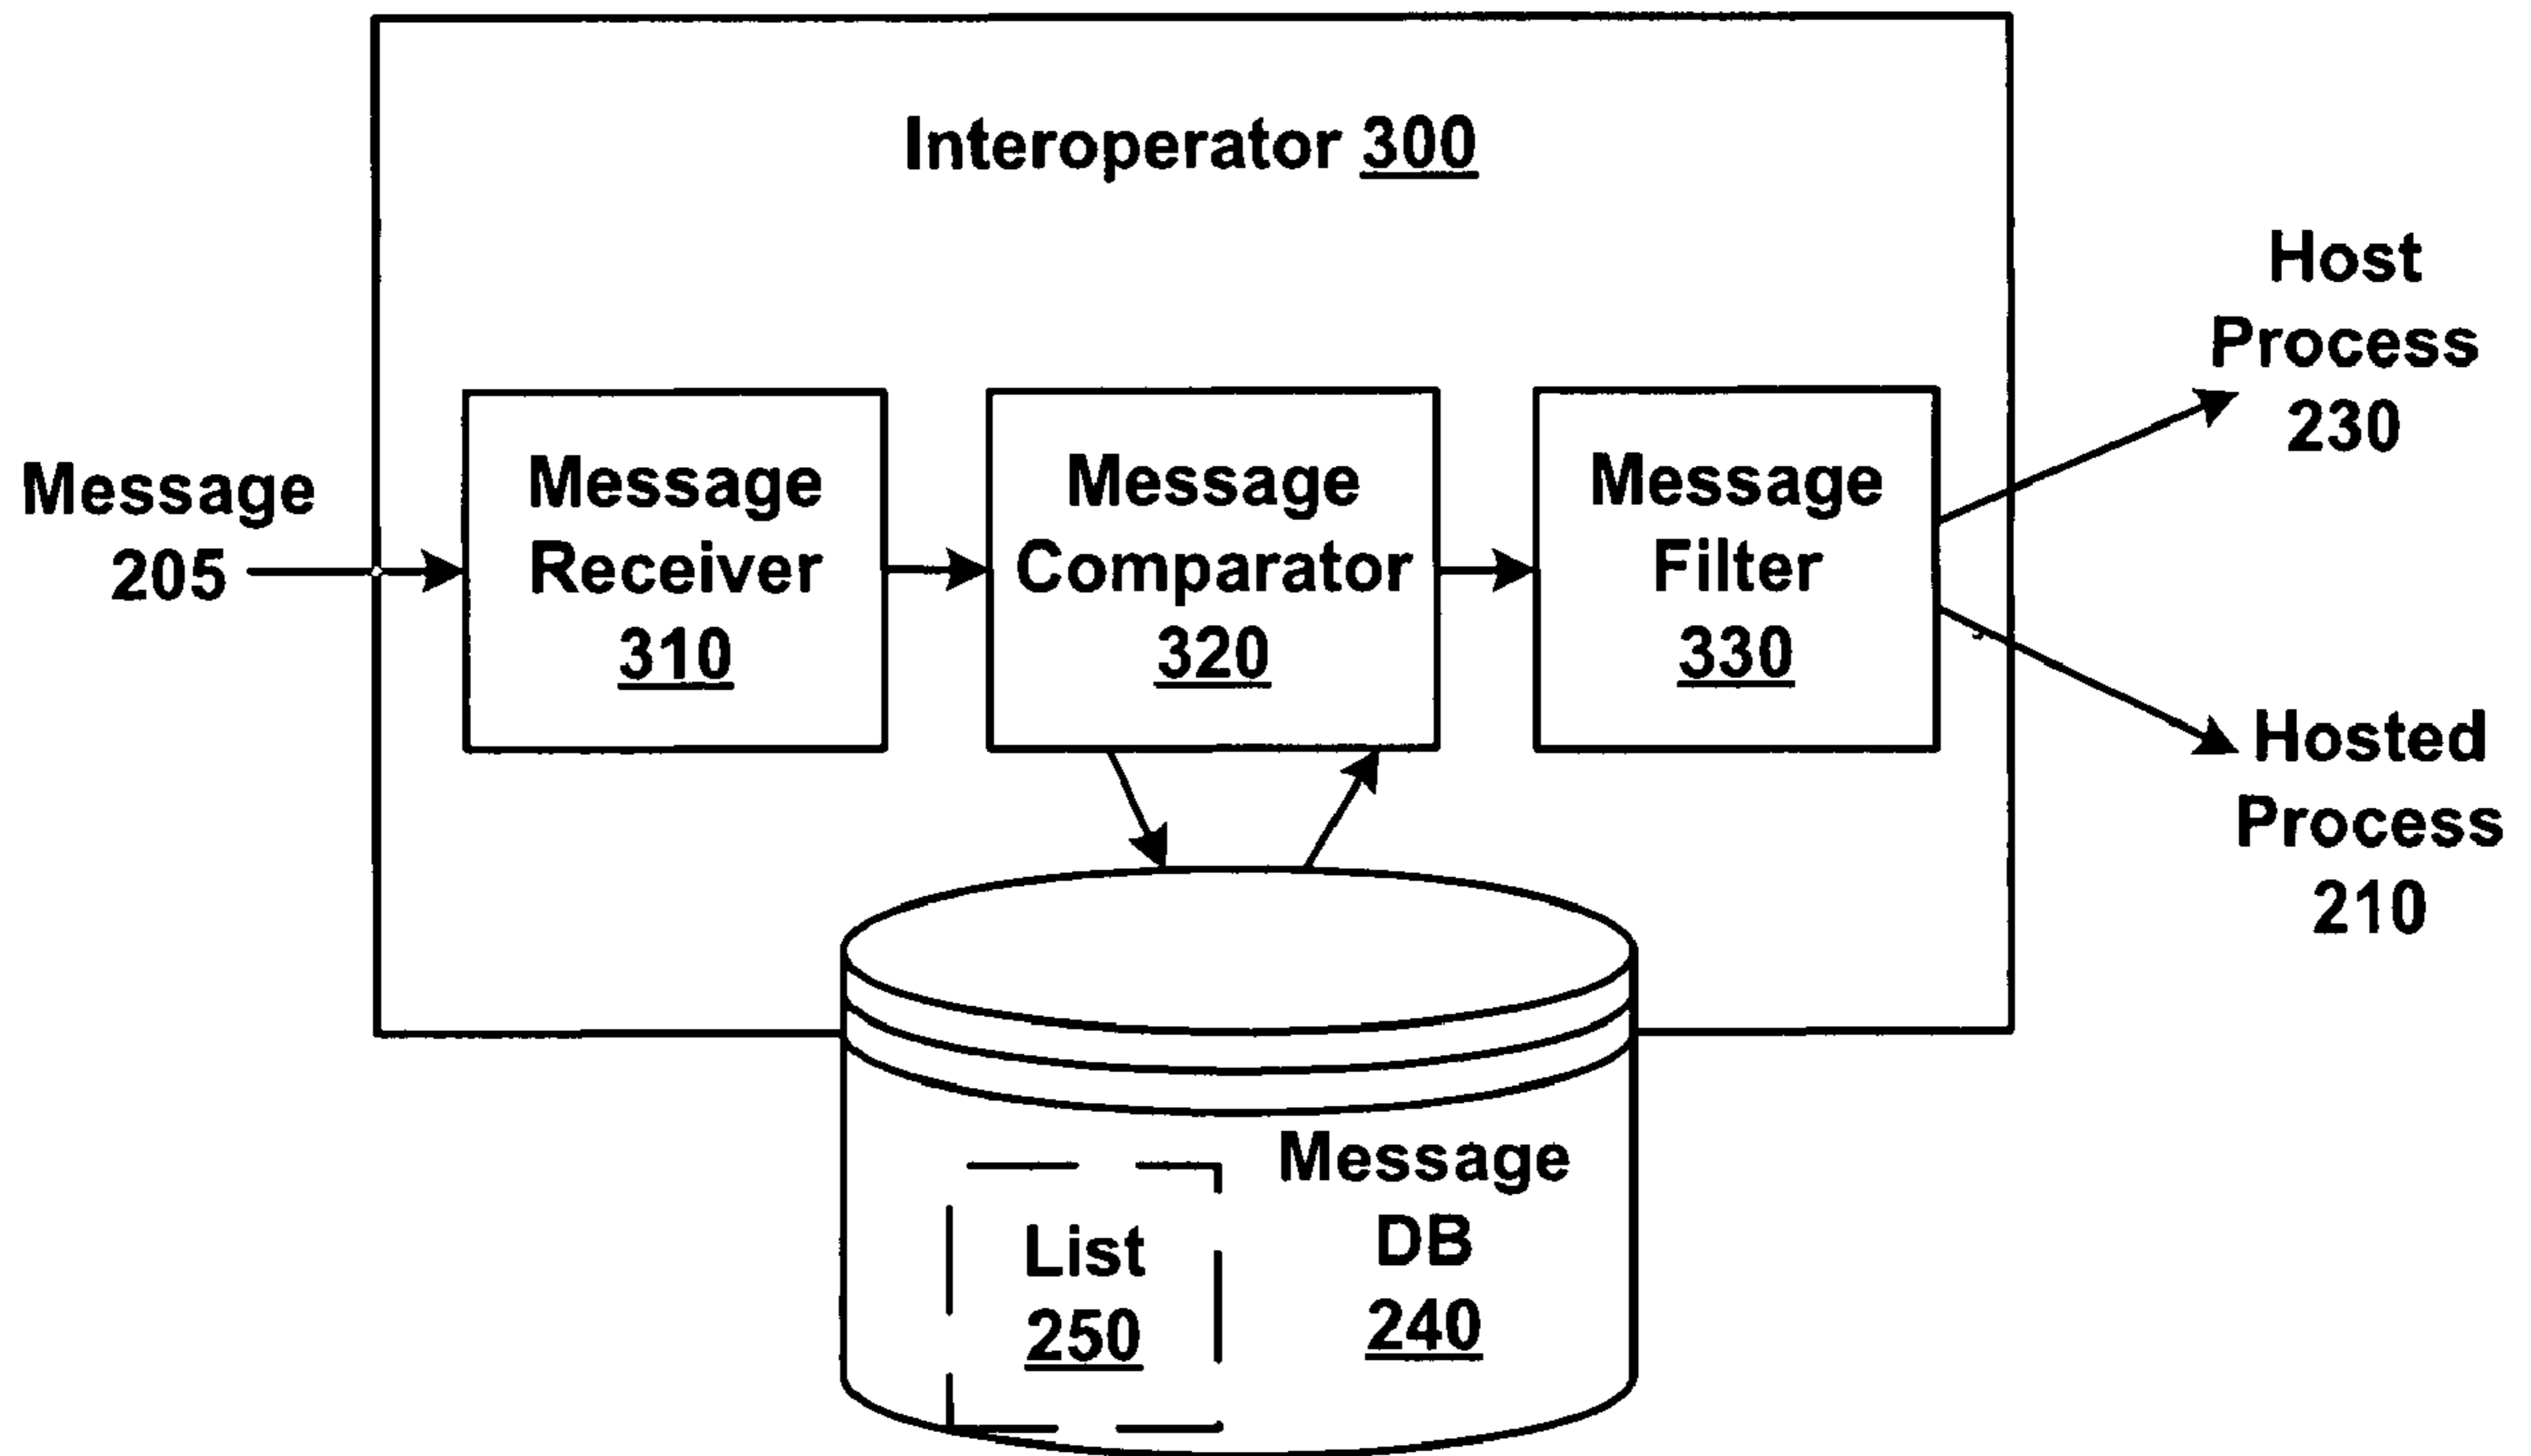 Interoperator 300
Message
205
Message
Receiver
310
Message
Comparator
320
Message
Filter
330
Host
Process
230
Hosted
Process
210
List
250
Message
DB
240